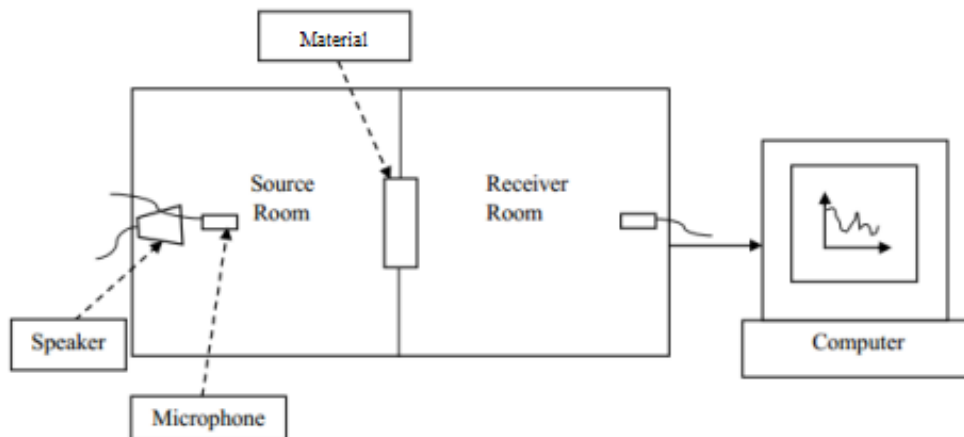 Material
Source
Room
Receiver
Room
Speaker
Computer
Microphone